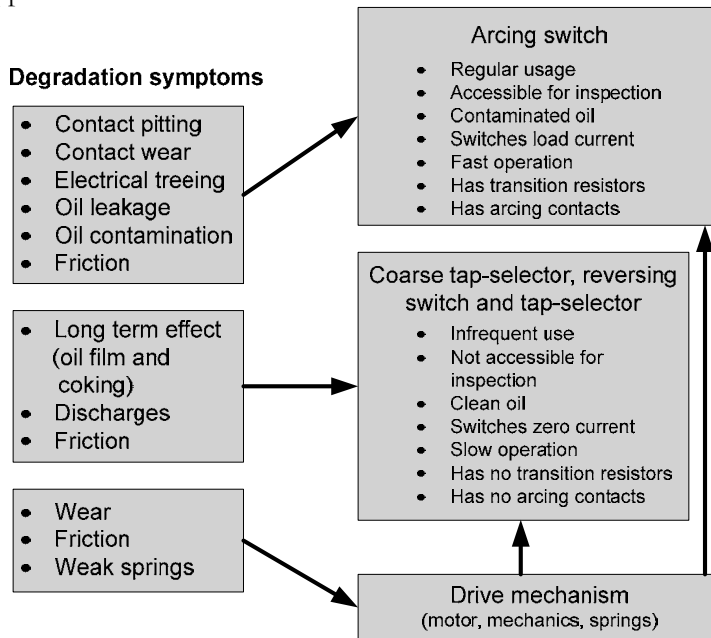 Degradation symptoms
• Contact pitting
• Contact wear
• Electrical treeing
• Oil leakage
• Oil contamination
• Friction
• Long term effect
(oil film and
coking)
• Discharges
• Friction
• Wear
• Friction
• Weak springs
Arcing switch
• Regular usage
• Accessible for inspection
• Contaminated oil
• Switches load current
• Fast operation
• Has transition resistors
• Has arcing contacts
Coarse tap-selector, reversing
switch and tap-selector
• Infrequent use
• Not accessible for
inspection
• Clean oil
• Switches zero current
• Slow operation
• Has no transition resistors
• Has no arcing contacts
Drive mechanism
(motor, mechanics, springs)